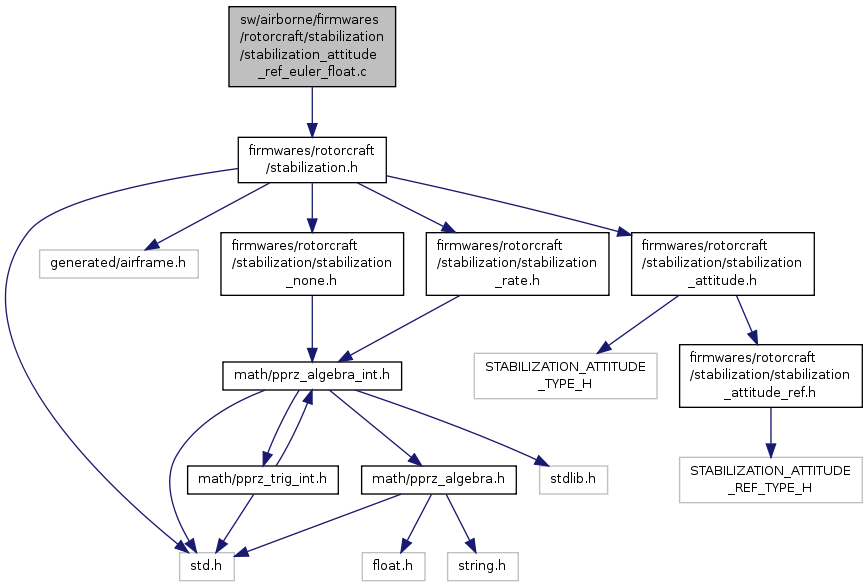 sw/airborne/firmwares
/rotorcraft/stabilization
/stabilization_attitude
_ref_euler_float.c
firmwares/rotorcraft
/stabilization.h
generated/airframe.h
firmwares/rotorcraft
/stabilization/stabilization
_none.h
firmwares/rotorcraft
/stabilization/stabilization
_rate.h
firmwares/rotorcraft
/stabilization/stabilization
_attitude.h
math/pprz_algebra_int.h
STABILIZATION_ATTITUDE
_TYPE_H
firmwares/rotorcraft
/stabilization/stabilization
_attitude_ref.h
math/pprz_trig_int.h
math/pprz_algebra.h
stdlib.h
STABILIZATION_ATTITUDE
_REF_TYPE_H
std.h
float.h
string.h